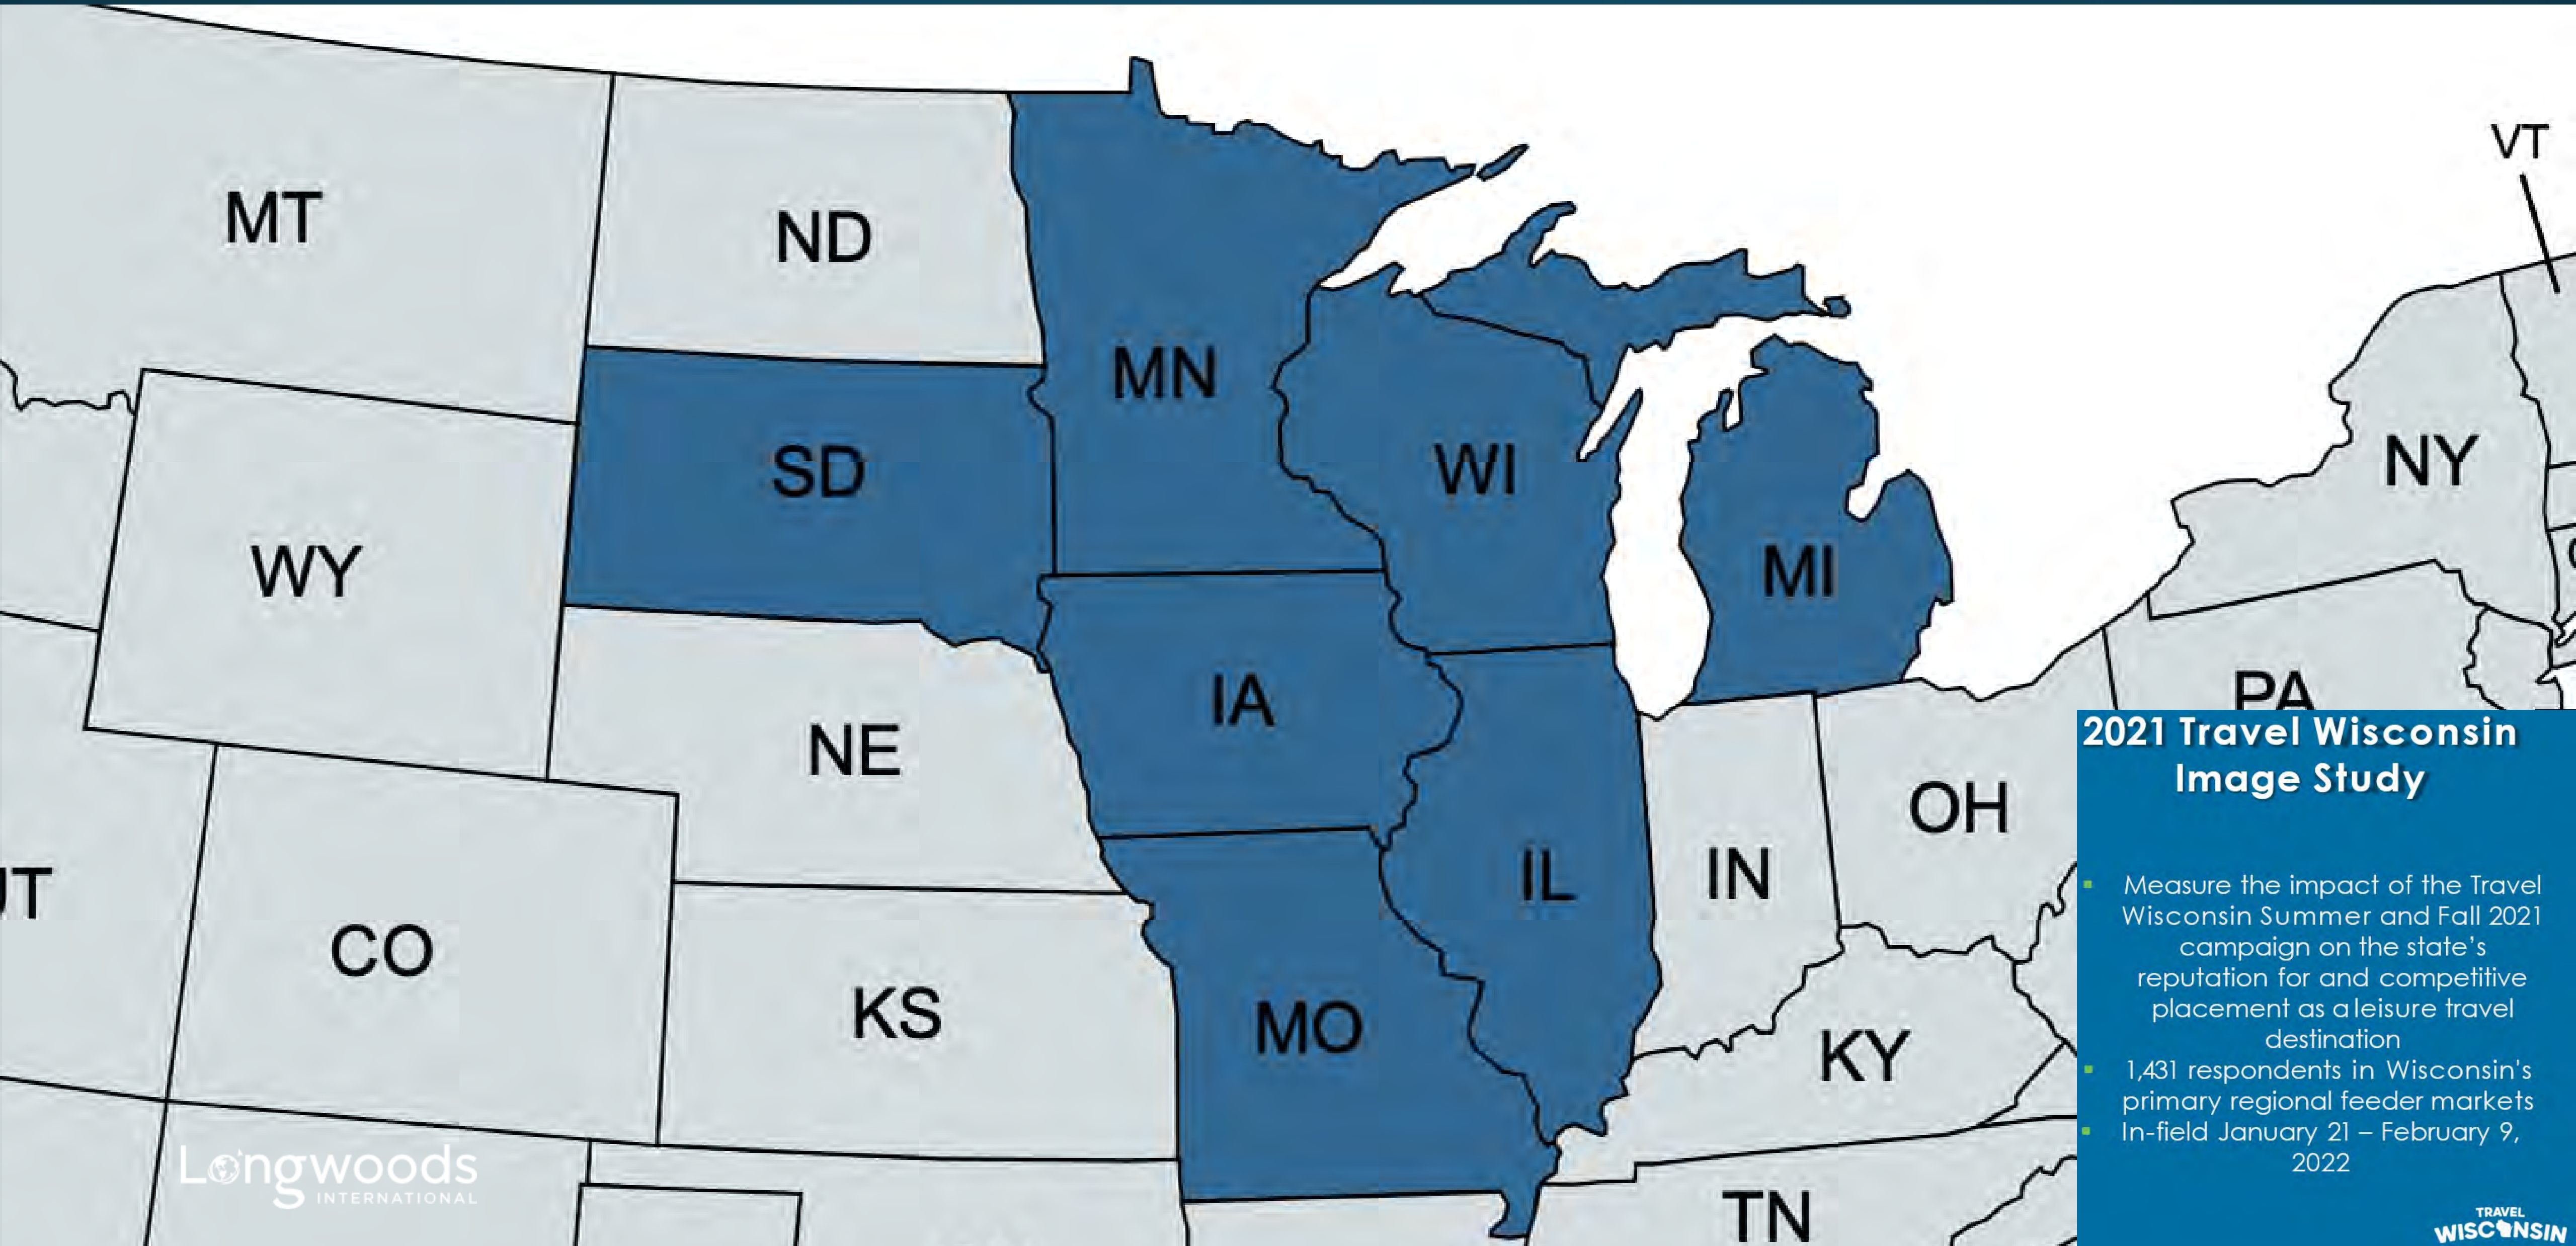 VT
MT
ND
MN
NY
SD
WI
WY
MI
PA
IA
NE
2021 Travel Wisconsin
Image Study
OH
IL
IN
CO
KS
MO
KY
TN
▪ Measure the impact of the Travel
Wisconsin Summer and Fall 2021
campaign on the state's
reputation for and competitive
placement as a leisure travel
destination
▪ 1,431 respondents in Wisconsin's
primary regional feeder markets
▪ In-field January 21 – February 9,
2022
Longwoods
INTERNATIONAL
TRAVEL
WISCONSIN